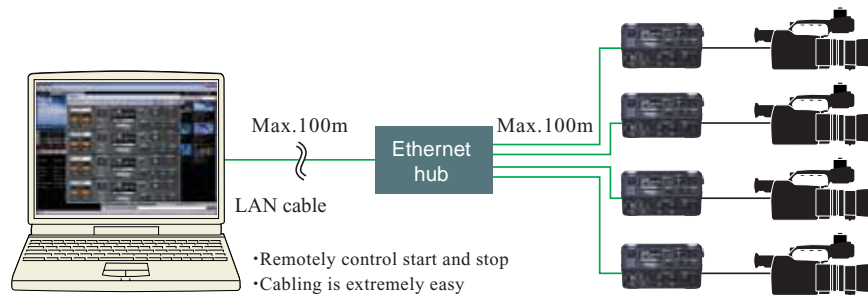 Max.100m
Max.100m
Ethernet
hub
LAN cable
・Remotely control start and stop
・Cabling is extremely easy